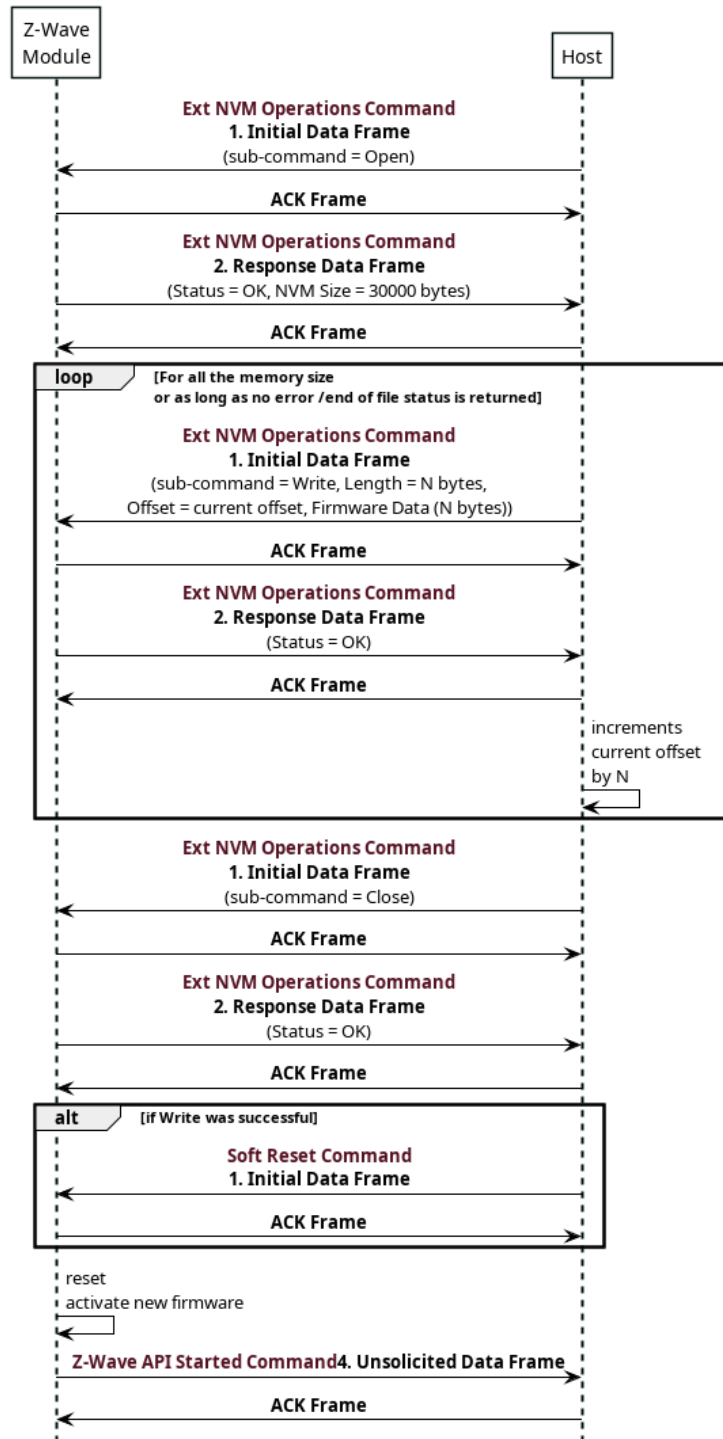 Z-Wave
Module
Host
Ext NVM Operations Command
1. Initial Data Frame
(sub-command = Open)
ACK Frame
Ext NVM Operations Command
2. Response Data Frame
(Status = OK, NVM Size = 30000 bytes)
ACK Frame
loop
[For all the memory size
or as long as no error /end of file status is returned]
Ext NVM Operations Command
1. Initial Data Frame
(sub-command = Write, Length = N bytes,
Offset = current offset, Firmware Data (N bytes))
ACK Frame
Ext NVM Operations Command
2. Response Data Frame
(Status = OK)
ACK Frame
increments
current offset
by N
Ext NVM Operations Command
1. Initial Data Frame
(sub-command = Close)
ACK Frame
Ext NVM Operations Command
2. Response Data Frame
(Status = OK)
ACK Frame
alt
[if Write was successful]
Soft Reset Command
1. Initial Data Frame
ACK Frame
reset
activate new firmware
Z-Wave API Started Command4. Unsolicited Data Frame
ACK Frame